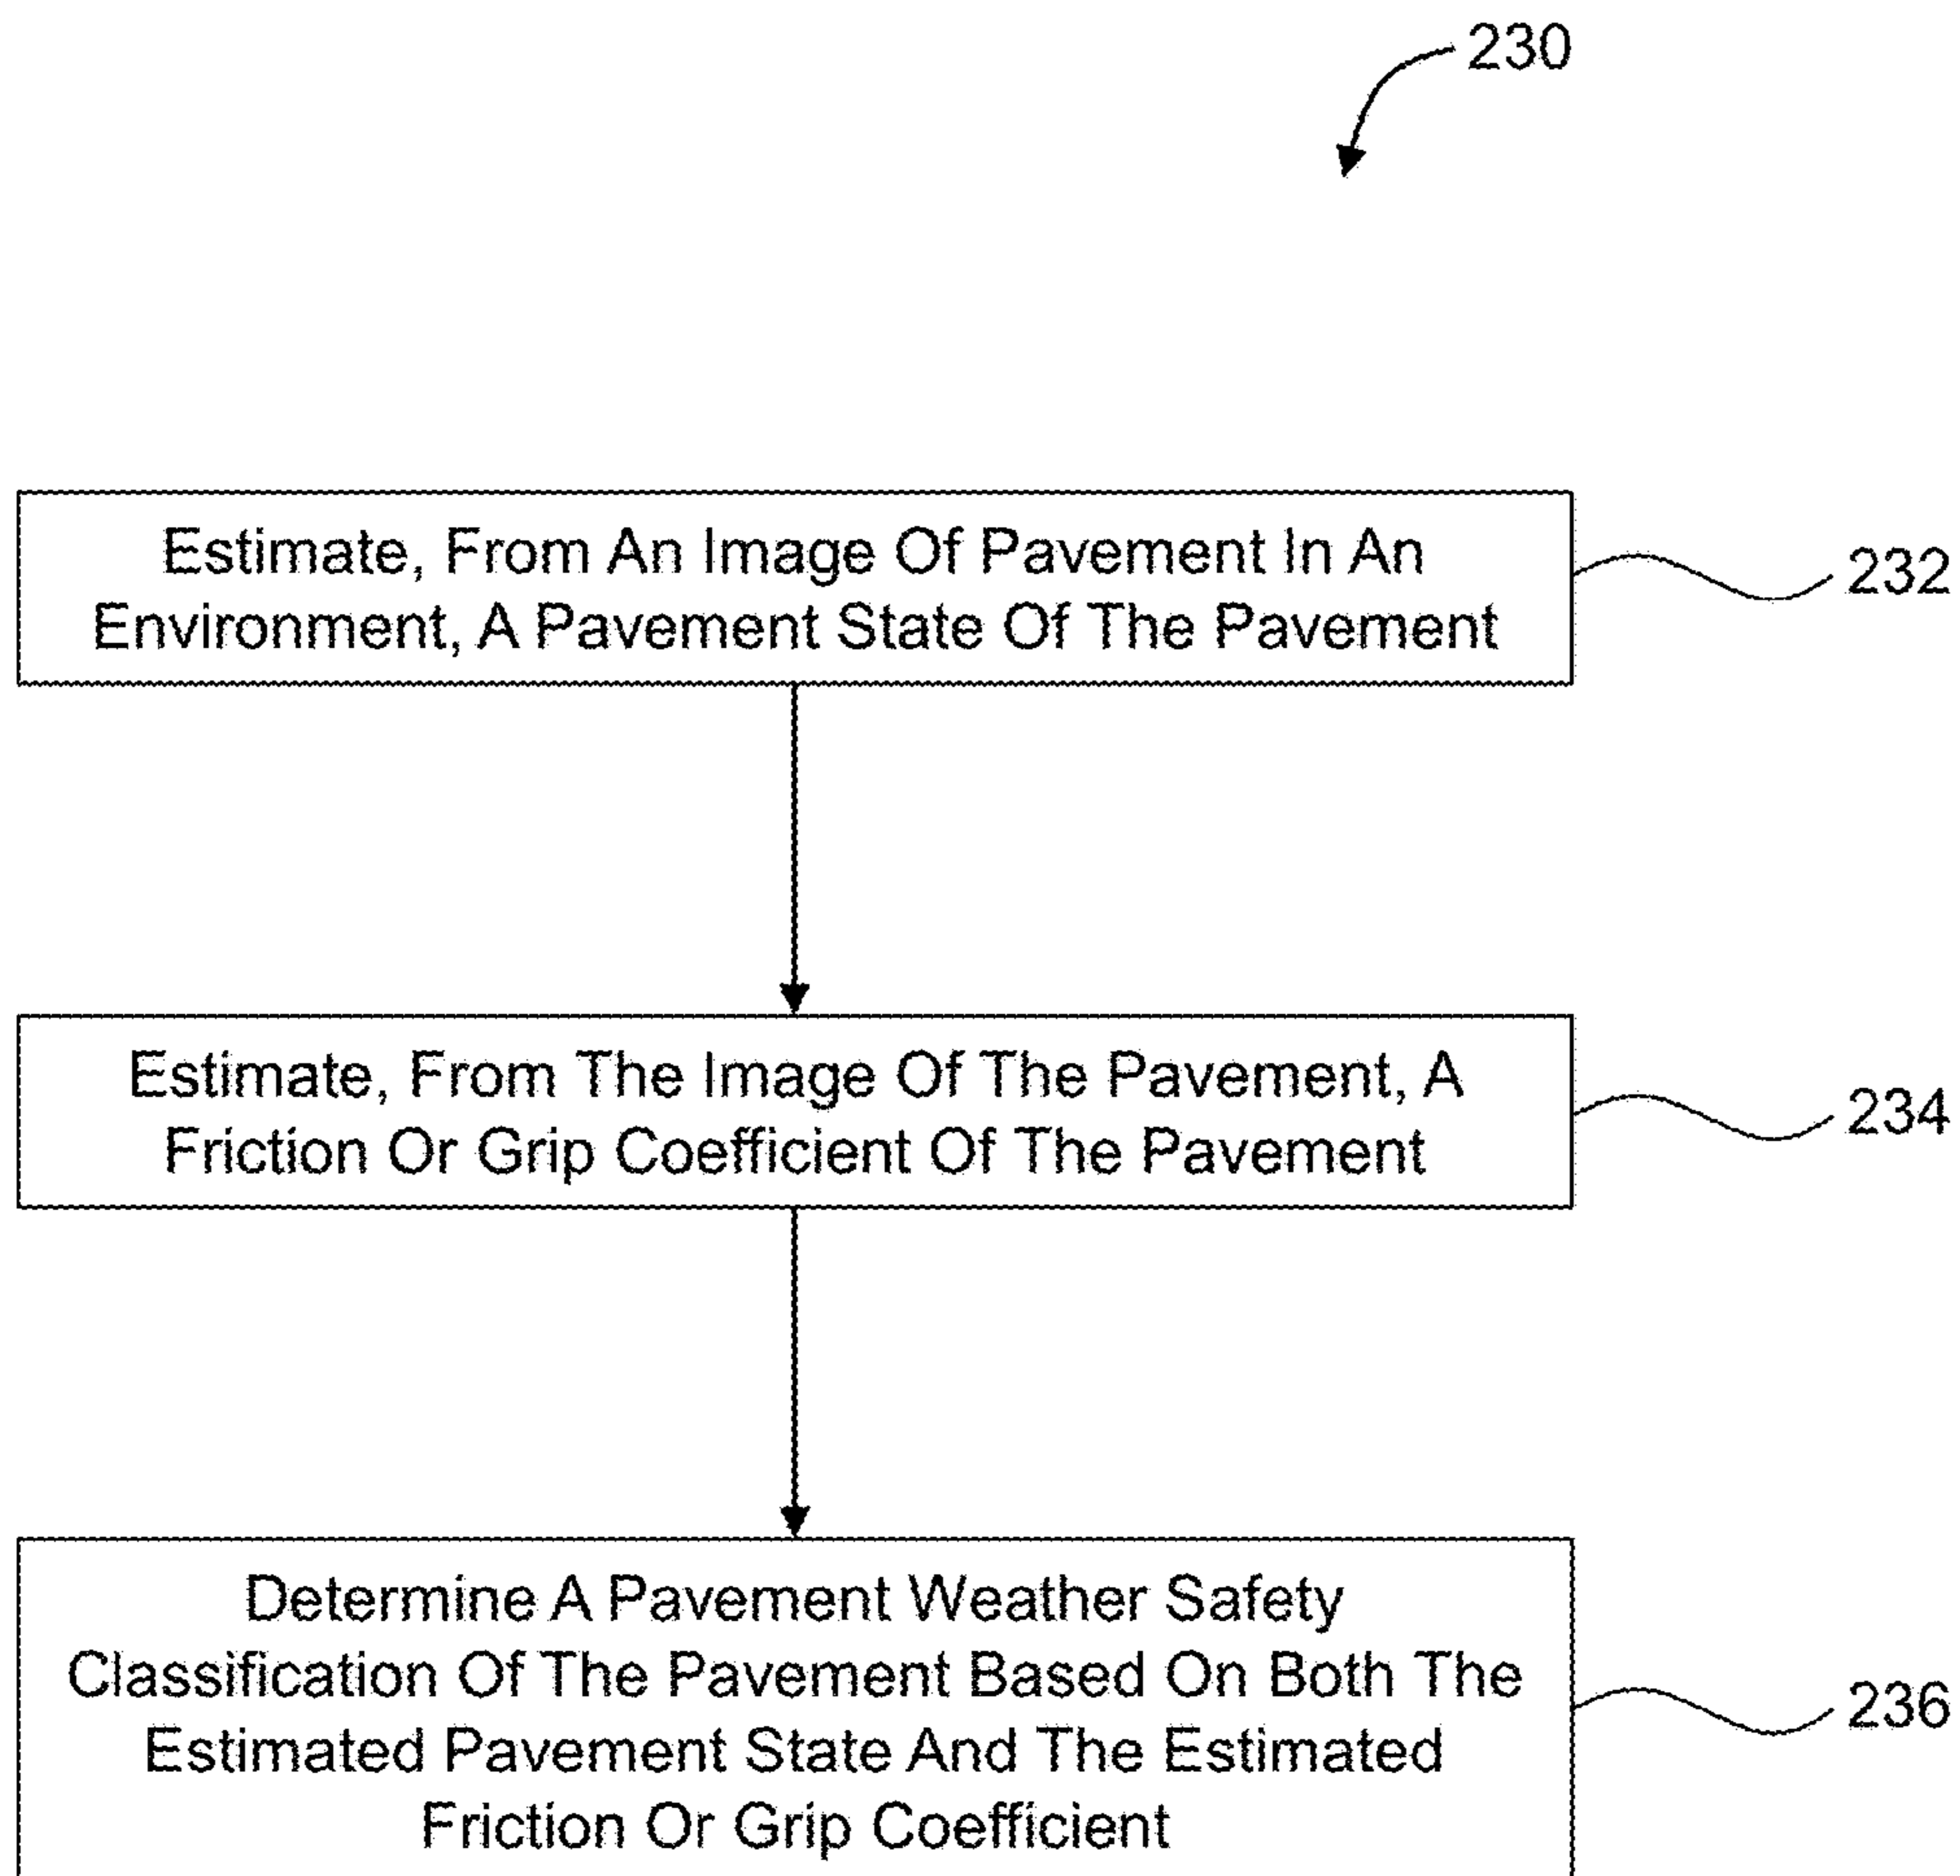 230
Estimate, From An Image Of Pavement In An
Environment, A Pavement State Of The Pavement
232
Estimate, From The Image Of The Pavement, A
Friction Or Grip Coefficient Of The Pavement
234
Determine A Pavement Weather Safety
Classification Of The Pavement Based On Both The
Estimated Pavement State And The Estimated
Friction Or Grip Coefficient
236